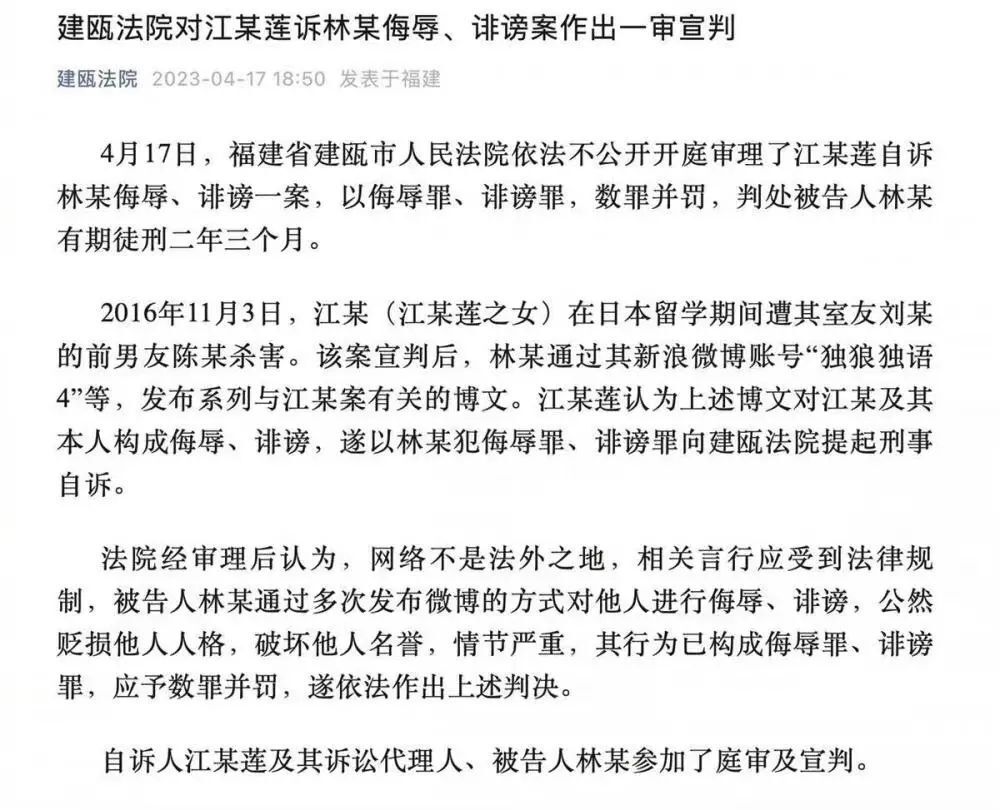 建瓯法院对江某莲诉林某侮辱、诽谤案作出一审宣判
建瓯法院 2023-04-17 18:50 发表于福建
4月17日，福建省建瓯市人民法院依法不公开开庭审理了江某莲自诉
林某侮辱、诽谤一案，以侮辱罪、诽谤罪，数罪并罚，判处被告人林某
有期徒刑二年三个月。
2016年11月3日，江某（江某莲之女）在日本留学期间遭其室友刘某
的前男友陈某杀害。该案宣判后，林某通过其新浪微博账号“独狼独语
4”等，发布系列与江某案有关的博文。江某莲认为上述博文对江某及其
本人构成侮辱、诽谤，遂以林某犯侮辱罪、诽谤罪向建瓯法院提起刑事
自诉。
法院经审理后认为，网络不是法外之地，相关言行应受到法律规
制，被告人林某通过多次发布微博的方式对他人进行侮辱、诽谤，公然
贬损他人人格，破坏他人名誉，情节严重，其行为已构成侮辱罪、诽谤
罪，应予数罪并罚，遂依法作出上述判决。
自诉人江某莲及其诉讼代理人、被告人林某参加了庭审及宣判。